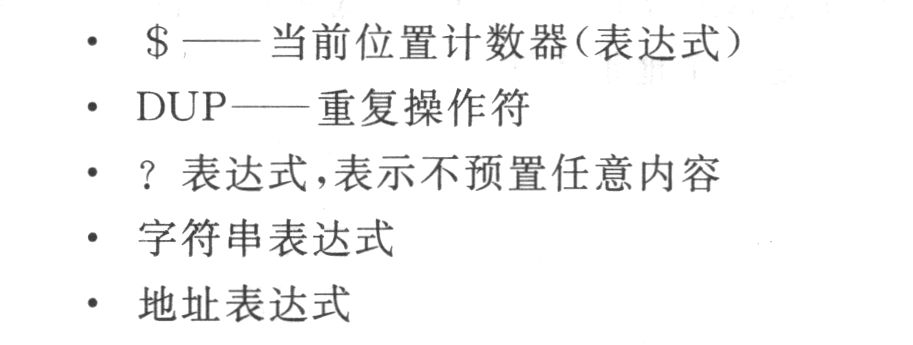 · $——当前位置计数器(表达式)
· DUP——重复操作符
· ? 表达式,表示不预置任意内容
· 字符串表达式
· 地址表达式